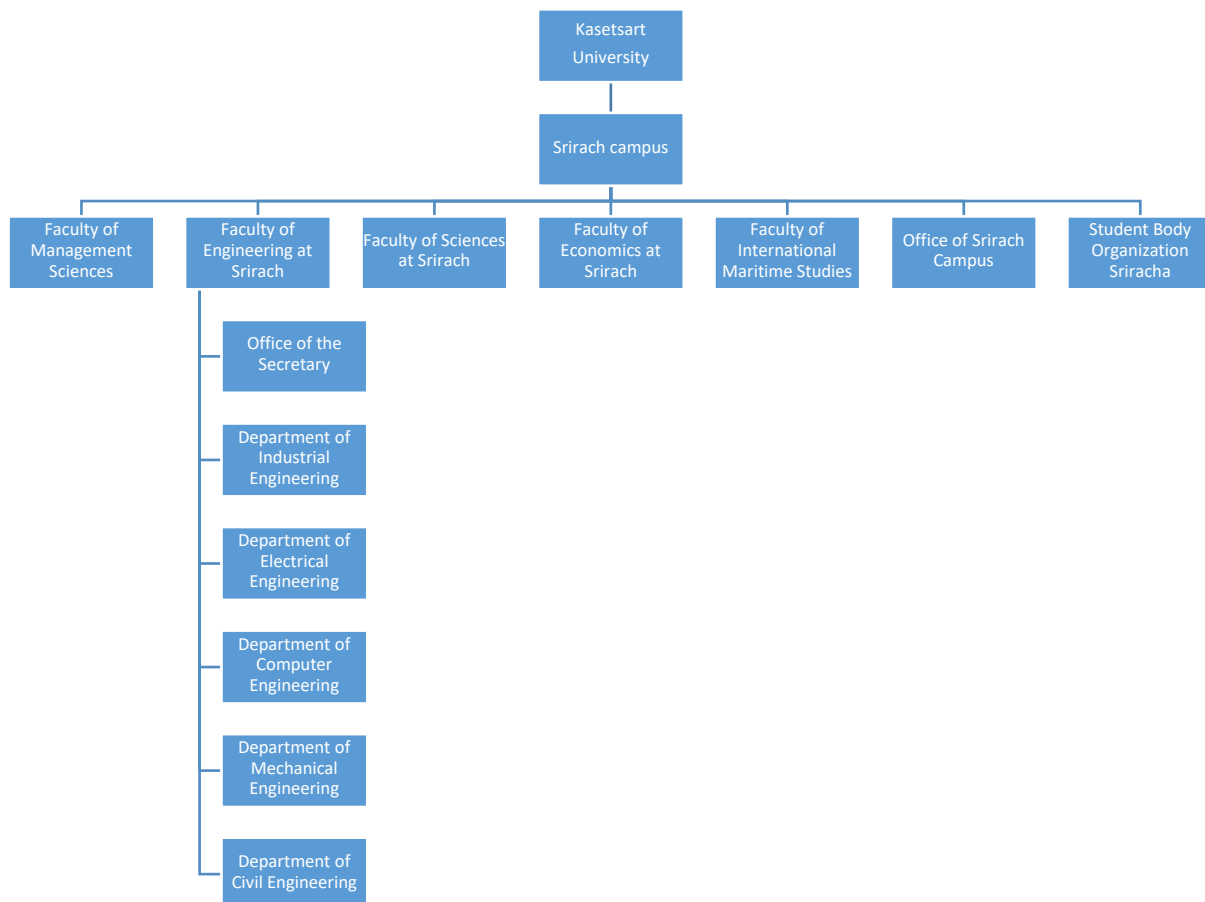 Kasetsart
University
Srirach campus
Faculty of
Management
Sciences
Faculty of
Engineering at
Srirach
Faculty of Sciences
at Srirach
Faculty of
Economics at
Srirach
Faculty of
International
Maritime Studies
Office of Srirach
Campus
Student Body
Organization
Sriracha
Office of the
Secretary
Department of
Industrial
Engineering
Department of
Electrical
Engineering
Department of
Computer
Engineering
Department of
Mechanical
Engineering
Department of
Civil Engineering